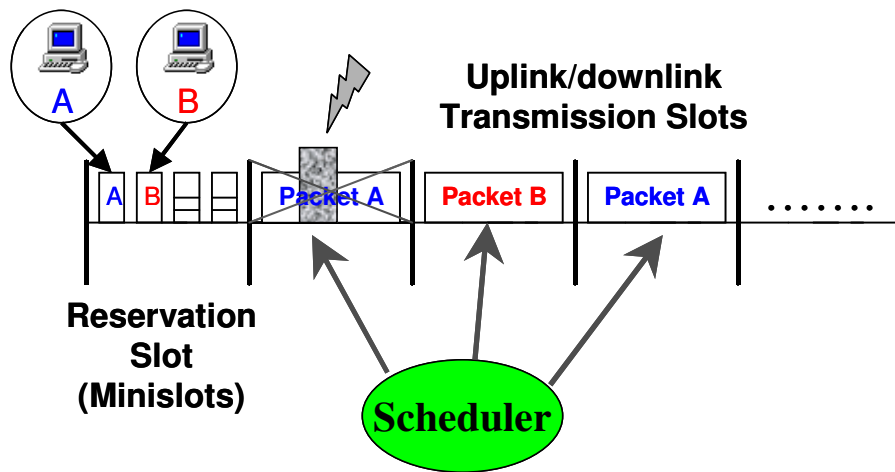 A
B
Uplink/downlink
Transmission Slots
A
B
Packet A
Packet B
Packet A
.......
Reservation
Slot
(Minislots)
Scheduler